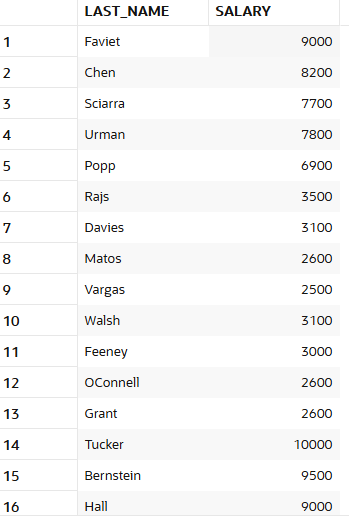 LAST_NAME SALARY
1 Faviet 9000
2 Chen 8200
3 Sciarra 7700
4 Urman 7800
5 Popp 6900
6 Rajs 3500
7 Davies 3100
8 Matos 2600
9 Vargas 2500
10 Walsh 3100
11 Feeney 3000
12 OConnell 2600
13 Grant 2600
14 Tucker 10000
15 Bernstein 9500
16 Hall 9000